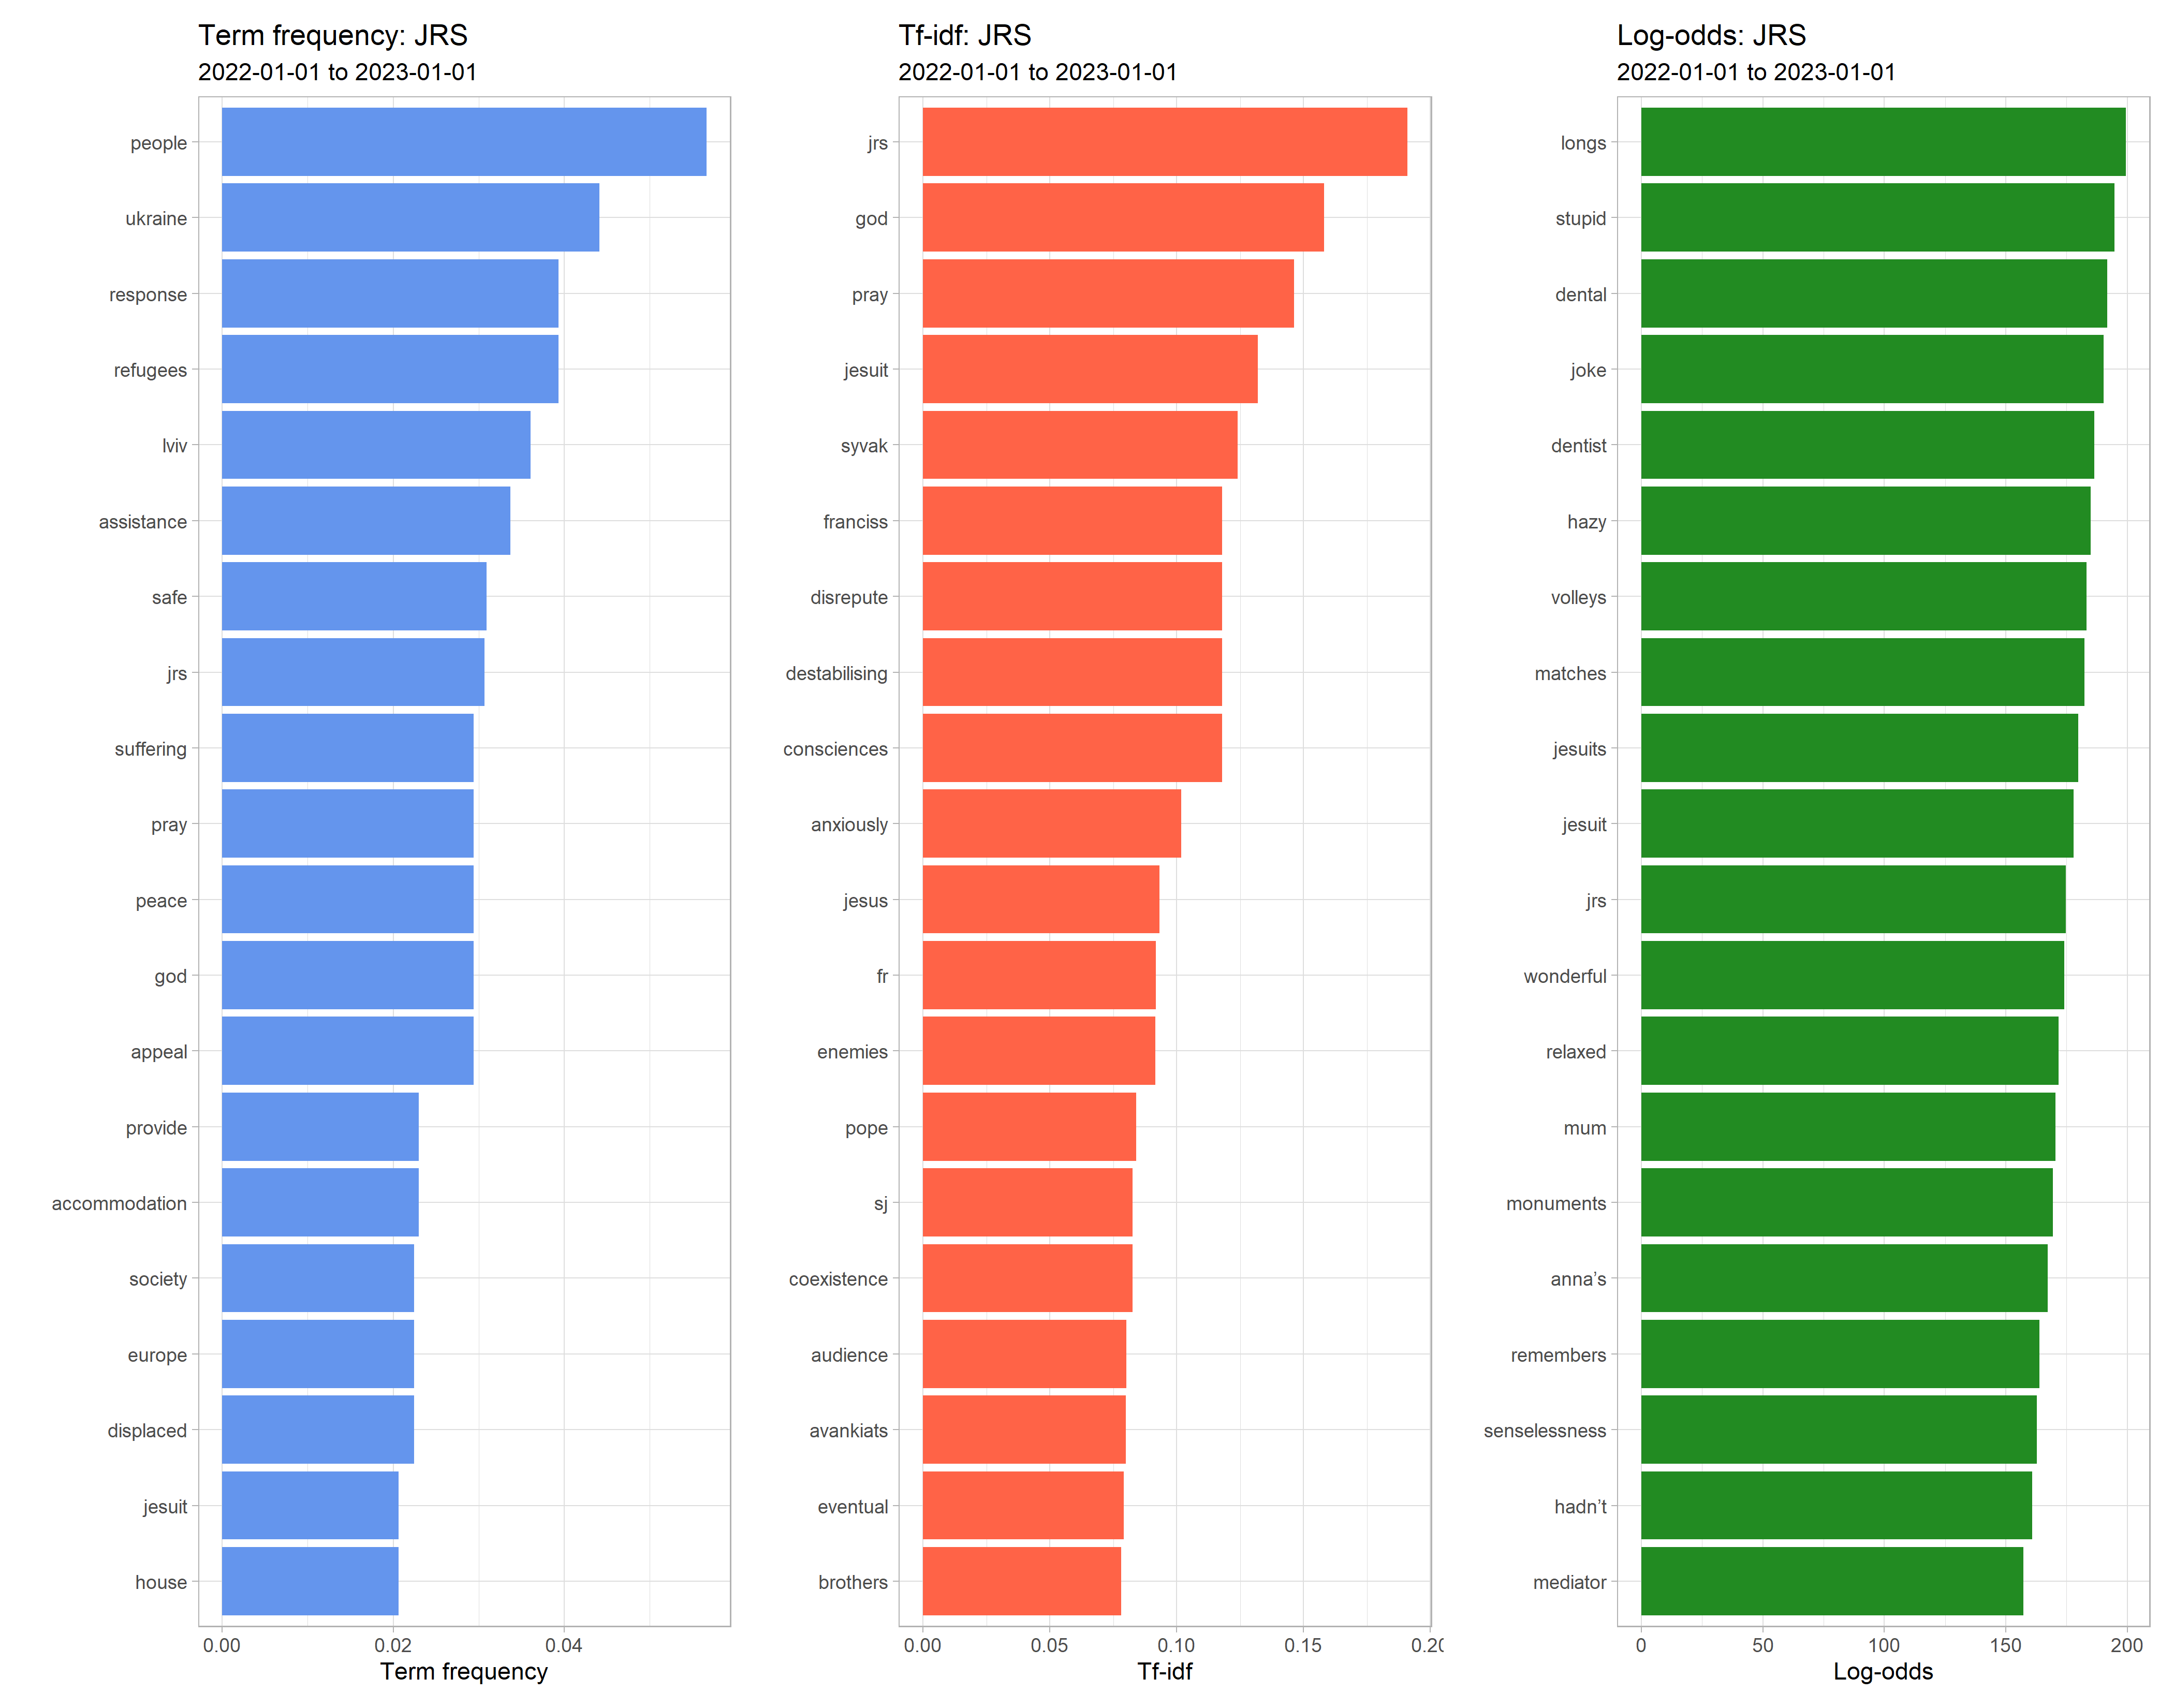 Term frequency: JRS
2022-01-01 to 2023-01-01
people
ukraine
response
refugees
lviv
assistance
safe
jrs
suffering
pray
peace
god
appeal
provide
accommodation
society
europe
displaced
jesuit
house
0.00 0.02 0.04
Term frequency
Tf-idf: JRS
2022-01-01 to 2023-01-01
jrs
god
pray
jesuit
syvak
franciss
disrepute
destabilising
consciences
anxiously
jesus
fr
enemies
pope
sj
coexistence
audience
avankiats
eventual
brothers
0.00 0.05 0.10 0.15 0.20
Tf-idf
Log-odds: JRS
2022-01-01 to 2023-01-01
longs
stupid
dental
joke
dentist
hazy
volleys
matches
jesuits
jesuit
jrs
wonderful
relaxed
mum
monuments
anna’s
remembers
senselessness
hadn’t
mediator
0 50 100 150 200
Log-odds